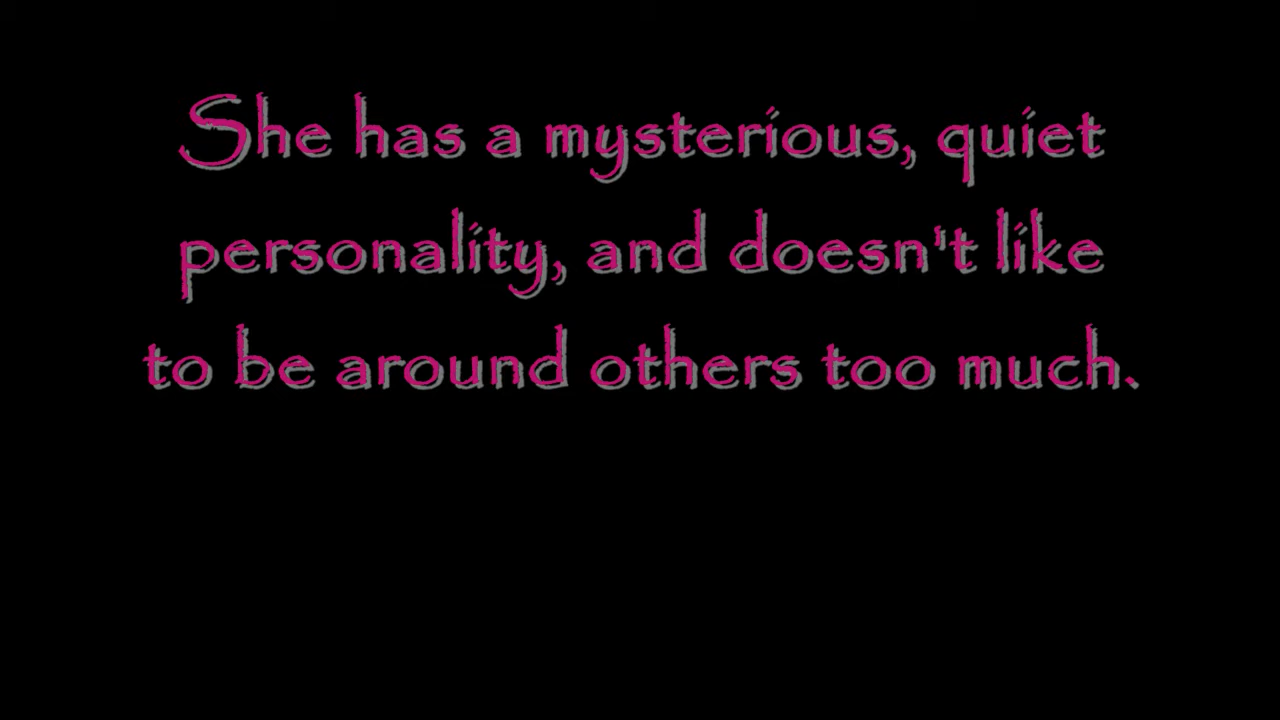 She has a mysterious, quiet
personality, and doesn't like
to be around others too much.